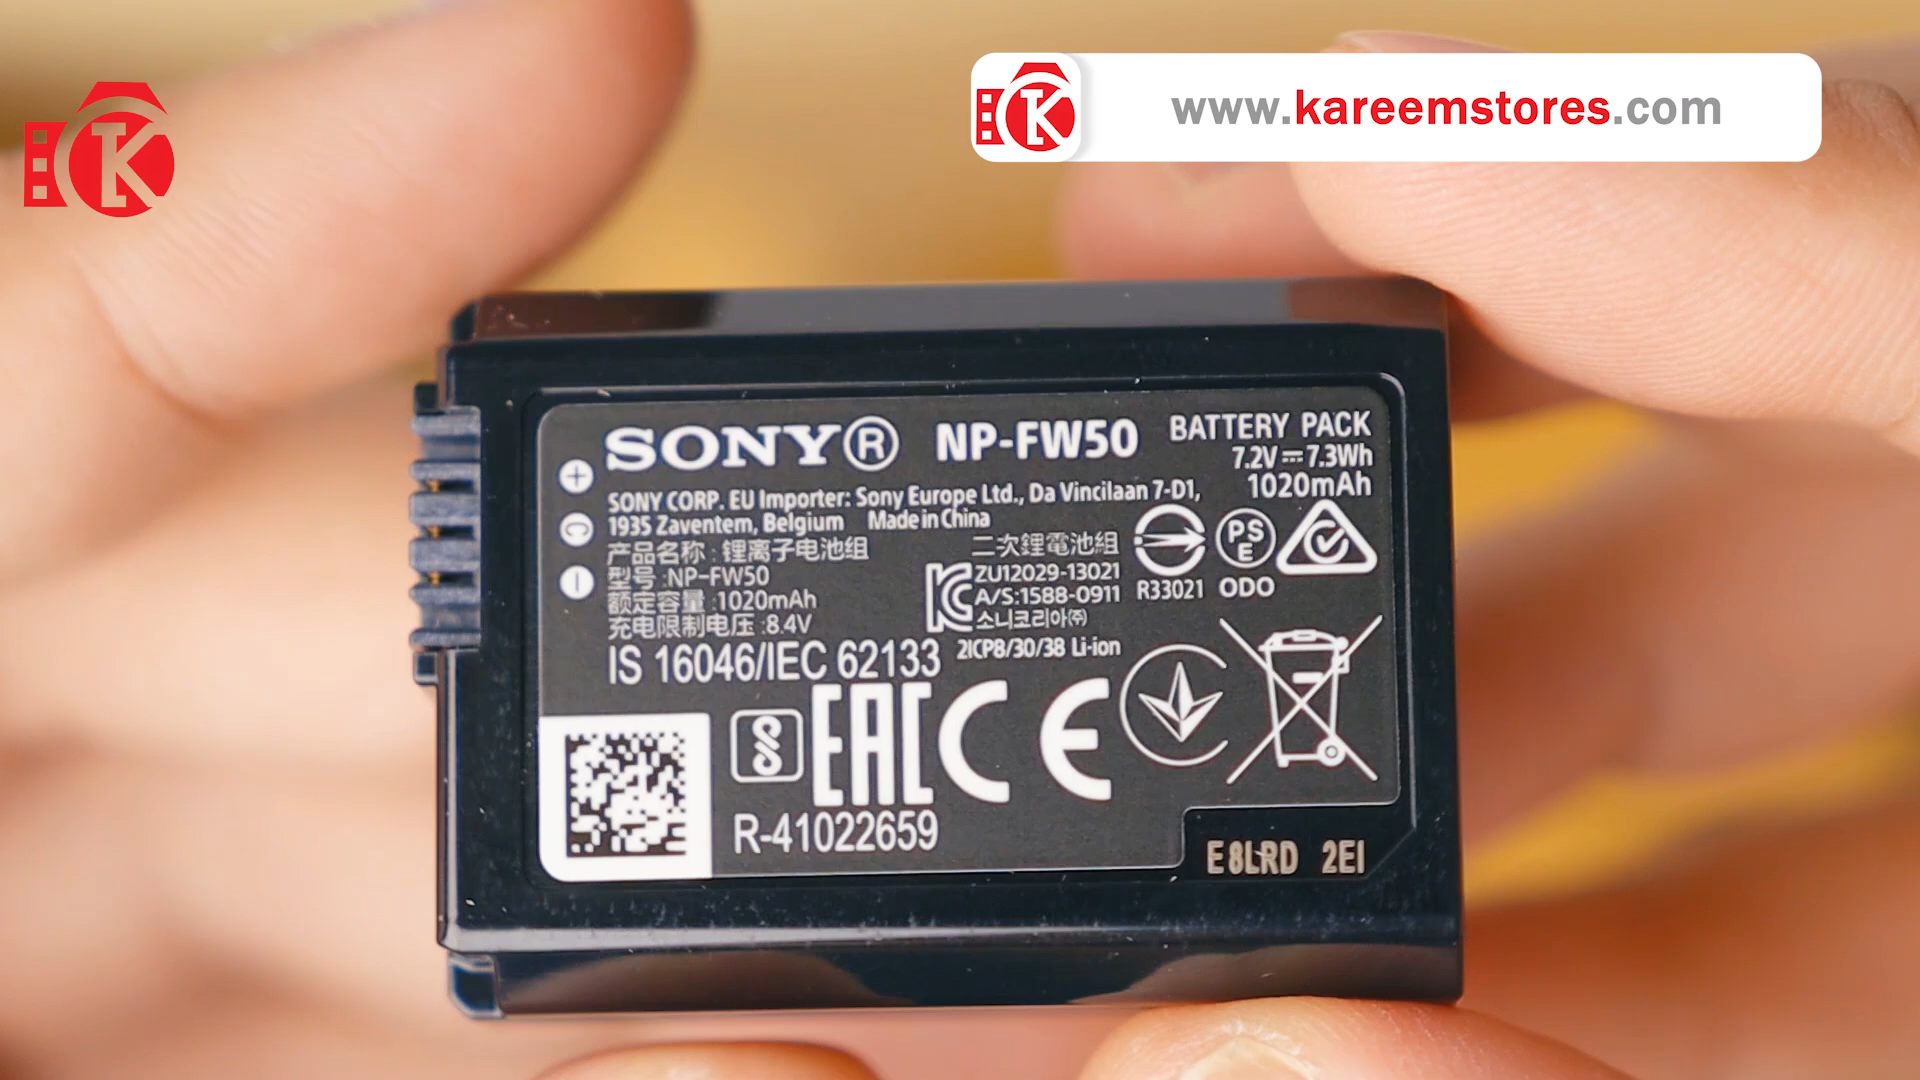 www.kareemstores.com
K
K
SONY® NP-FW50 BATTERY PACK
7.2V⎓7.3Wh
1020mAh
SONY CORP. EU Importer: Sony Europe Ltd., Da Vincilaan 7-D1,
1935 Zaventem, Belgium Made in China
产品名称:锂离子电池组 二次鋰電池組
型号:NP-FW50
额定容量:1020mAh
充电限制电压:8.4V
ZU12029-13021
A/S:1588-0911
소니코리아㈜
R33021
PS
E
ODO
IS 16046/IEC 62133
2ICP8/30/38 Li-ion
EAC CE
R-41022659
E8LRD 2EI